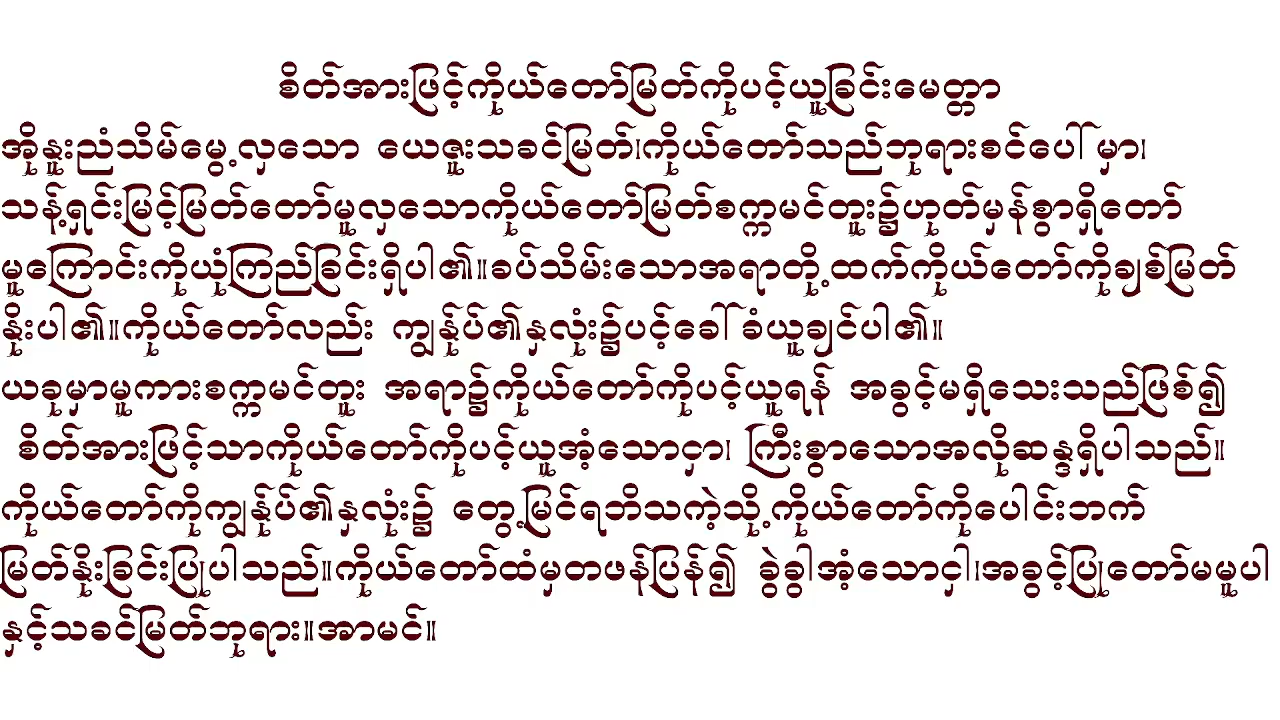 စိတ်အားဖြင့်ကိုယ်တော်မြတ်ကိုပင့်ယူခြင်းမေတ္တာ
အိုနူးညံသိမ်မွေ့လှသော ယေဇူးသခင်မြတ်၊ကိုယ်တော်သည်ဘုရားစင်ပေါ်မှာ၊
သန့်ရှင်းမြင့်မြတ်တော်မူလှသောကိုယ်တော်မြတ်စက္ကမင်တူး၌ဟုတ်မှန်စွာရှိတော်
မူကြောင်းကိုယုံကြည်ခြင်းရှိပါ၏။ခပ်သိမ်းသောအရာတို့ထက်ကိုယ်တော်ကိုချစ်မြတ်
နိုးပါ၏။ကိုယ်တော်လည်း ကျွန်ုပ်၏နှလုံး၌ပင့်ခေါ်ခံယူချင်ပါ၏။
ယခုမှာမူကားစက္ကမင်တူး အရာ၌ကိုယ်တော်ကိုပင့်ယူရန် အခွင့်မရှိသေးသည်ဖြစ်၍
စိတ်အားဖြင့်သာကိုယ်တော်ကိုပင့်ယူအံ့သောငှာ၊ ကြီးစွာသောအလိုဆန္ဒရှိပါသည်။
ကိုယ်တော်ကိုကျွန်ုပ်၏နှလုံး၌ တွေ့မြင်ရဘိသကဲ့သို့ကိုယ်တော်ကိုပေါင်းဘက်
မြတ်နိုးခြင်းပြုပါသည်။ကိုယ်တော်ထံမှတဖန်ပြန်၍ ခွဲခွါအံ့သောငှါ၊အခွင့်ပြုတော်မမူပါ
နှင့်သခင်မြတ်ဘုရား။အာမင်။